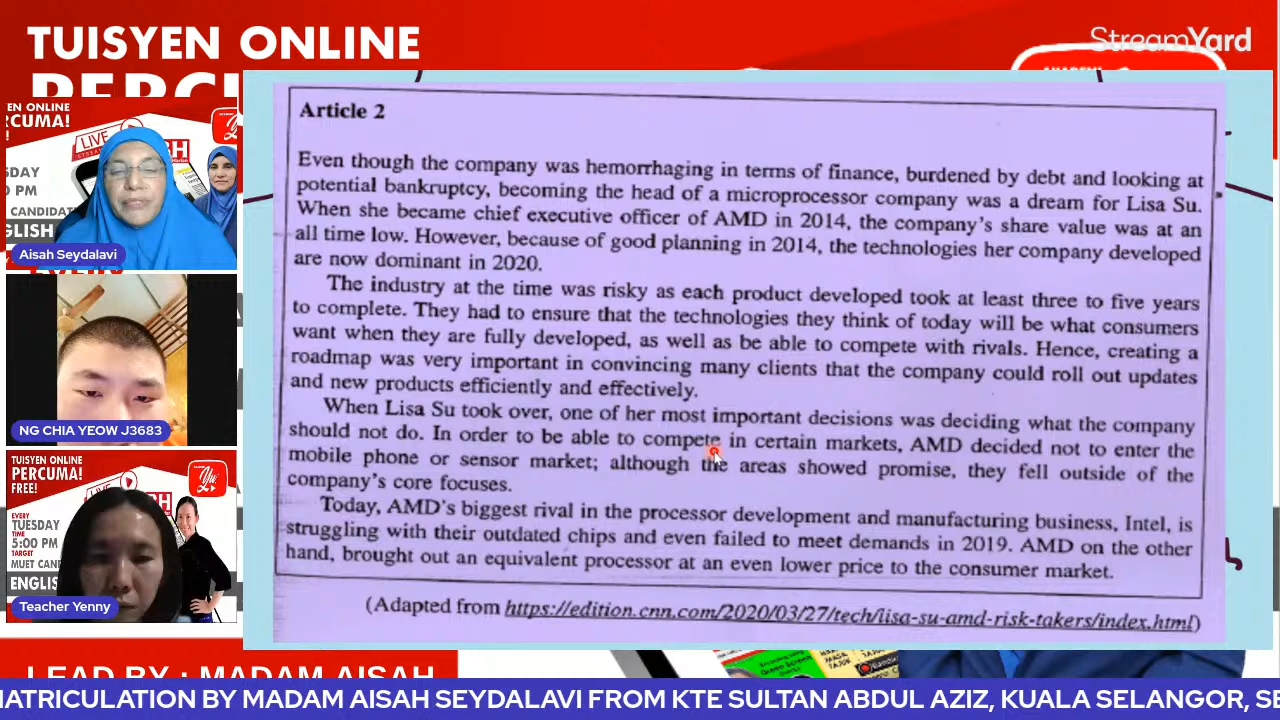 TUISYEN ONLINE
StreamYard
EN ONLINE
RCUMA!
LIVE
SDAY
0 PM
CANDIDAT
GLISH
Aisah Seydalavi
NG CHIA YEOW J3683
TUISYEN ONLINE
PERCUMA!
FREE!
EVERY
TUESDAY
TIME
5:00 PM
TARGET
MUET CAN
ENGLIS
Teacher Yenny
Article 2
Even though the company was hemorrhaging in terms of finance, burdened by debt and looking at
potential bankruptcy, becoming the head of a microprocessor company was a dream for Lisa Su.
When she became chief executive officer of AMD in 2014, the company's share value was at an
all time low. However, because of good planning in 2014, the technologies her company developed
are now dominant in 2020.
The industry at the time was risky as each product developed took at least three to five years
to complete. They had to ensure that the technologies they think of today will be what consumers
want when they are fully developed, as well as be able to compete with rivals. Hence, creating a
roadmap was very important in convincing many clients that the company could roll out updates
and new products efficiently and effectively.
When Lisa Su took over, one of her most important decisions was deciding what the company
should not do. In order to be able to compete in certain markets, AMD decided not to enter the
mobile phone or sensor market; although the areas showed promise, they fell outside of the
company's core focuses.
Today, AMD's biggest rival in the processor development and manufacturing business, Intel, is
struggling with their outdated chips and even failed to meet demands in 2019. AMD on the other
hand, brought out an equivalent processor at an even lower price to the consumer market.
(Adapted from https://edition.cnn.com/2020/03/27/tech/lisa-su-amd-risk-takers/index.html)
LEAD BY : MADAM AISAH
MATRICULATION BY MADAM AISAH SEYDALAVI FROM KTE SULTAN ABDUL AZIZ, KUALA SELANGOR, SE